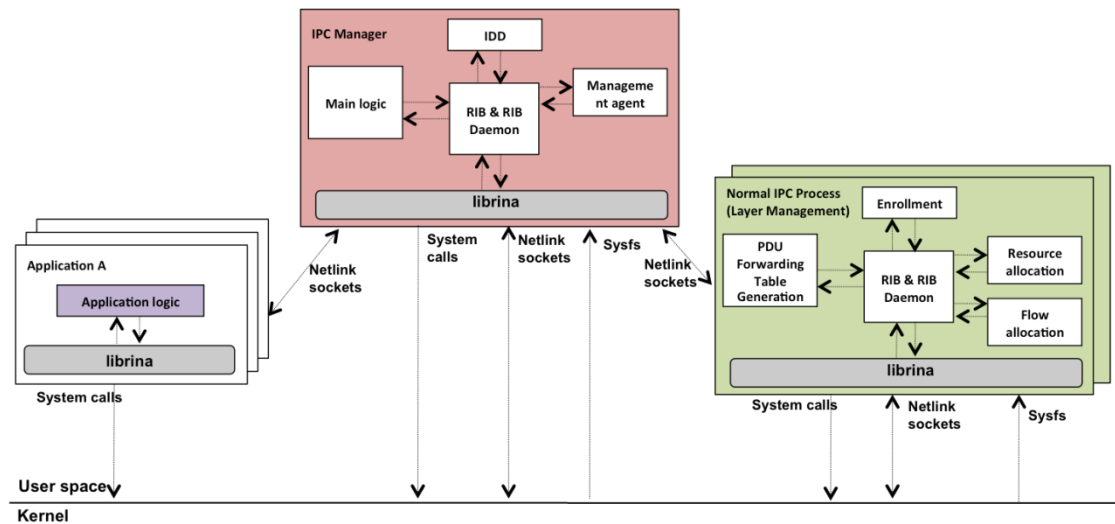 IPC Manager
IDD
Main logic
RIB & RIB
Daemon
Manageme
nt agent
librina
Normal IPC Process
(Layer Management)
Enrollment
PDU
Forwarding
Table
Generation
RIB & RIB
Daemon
Resource
allocation
Flow
allocation
librina
Application A
Application logic
librina
Netlink
sockets
System
calls
Netlink
sockets
Sysfs
Netlink
sockets
System calls
System calls
Netlink
sockets
Sysfs
User space
Kernel